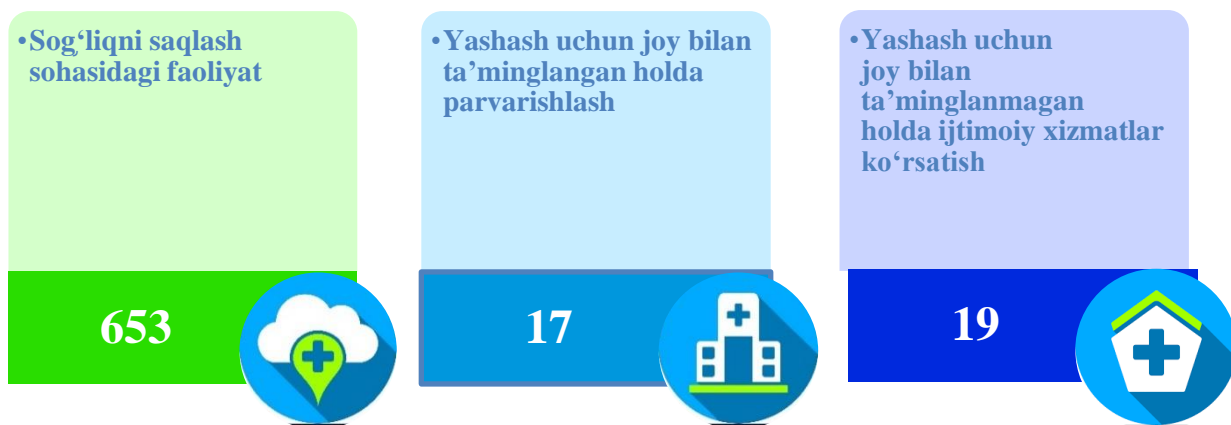 •Sog‘liqni saqlash
sohasidagi faoliyat
653
•Yashash uchun joy bilan
ta’minglangan holda
parvarishlash
17
•Yashash uchun
joy bilan
ta’minglanmagan
holda ijtimoiy xizmatlar
ko‘rsatish
19